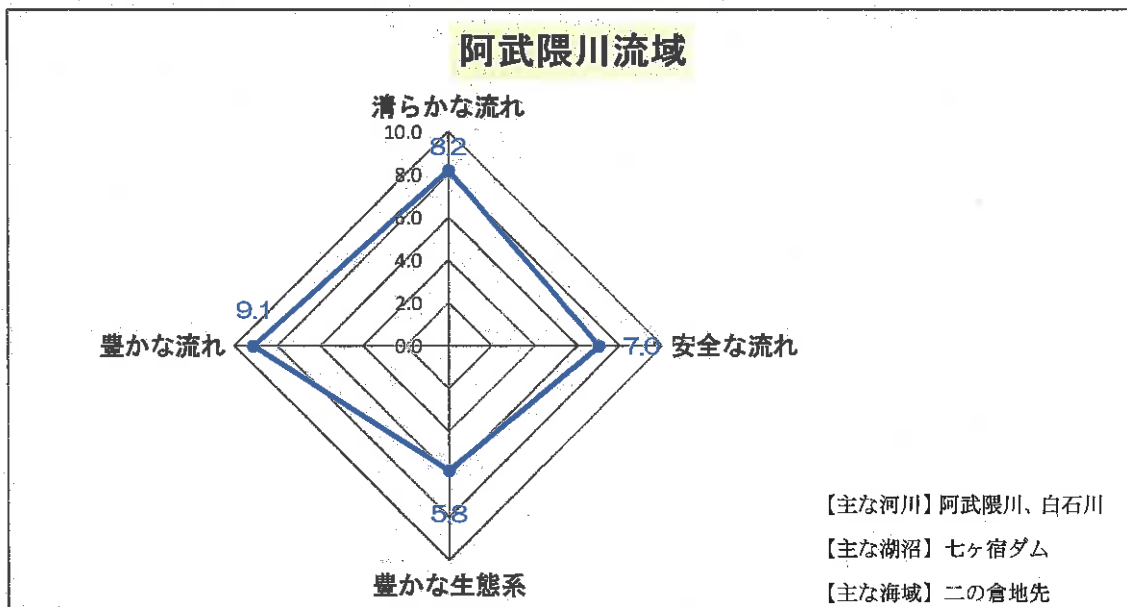 阿武隈川流域
清らかな流れ
10.0
8.2
8.0
6.0
4.0
2.0
0.0
9.1
豊かな流れ
7.0
安全な流れ
5.8
豊かな生態系
【主な河川】阿武隈川、白石川
【主な湖沼】七ヶ宿ダム
【主な海域】二の倉地先